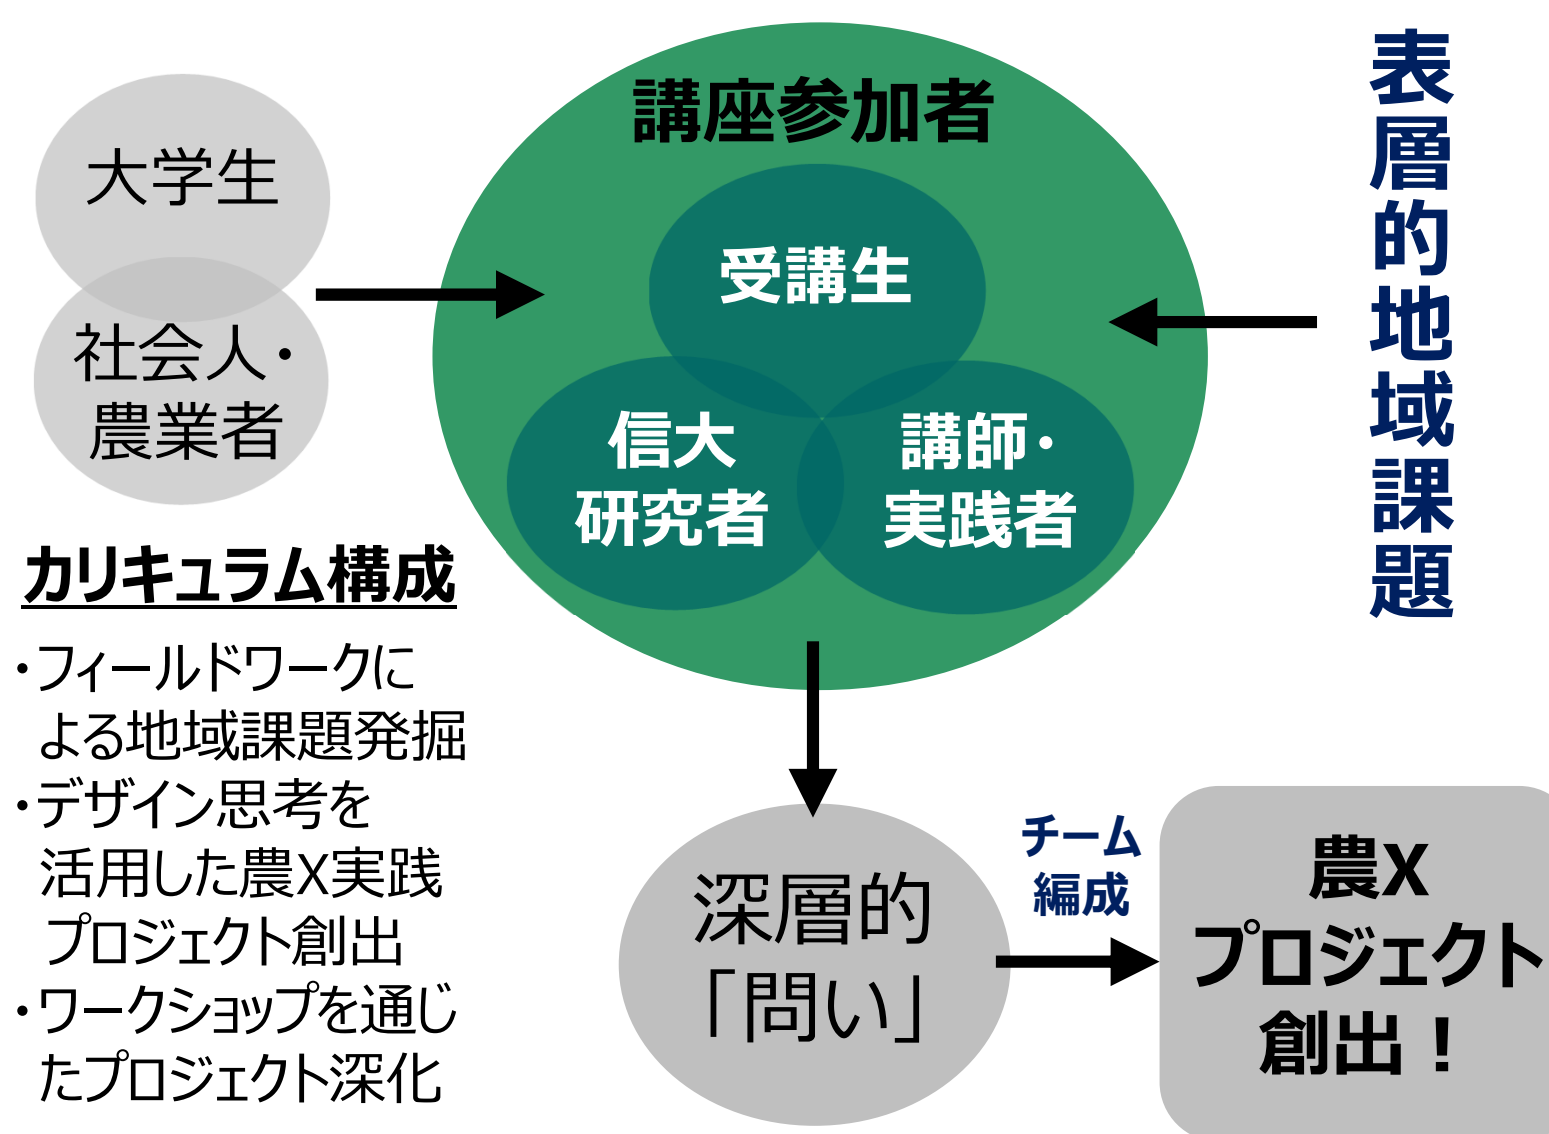 大学生
社会人・
農業者
講座参加者
受講生
信大
研究者
講師・
実践者
表層的地域課題
カリキュラム構成
・フィールドワークに
よる地域課題発掘
・デザイン思考を
活用した農X実践
プロジェクト創出
・ワークショップを通じ
たプロジェクト深化
深層的
「問い」
チーム
編成
農X
プロジェクト
創出！